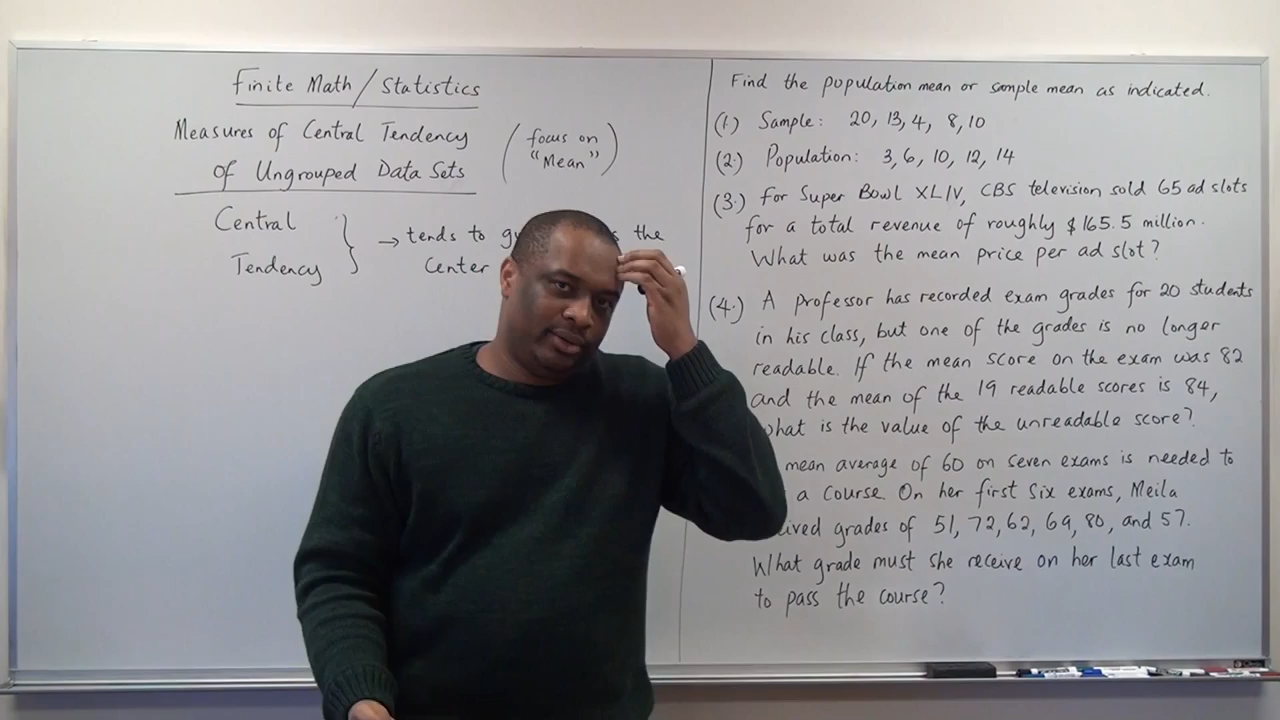 Finite Math/Statistics
Measures of Central Tendency
of Ungrouped Data Sets
(focus on
"Mean")
Central
Tendency
} → tends to the
center
Find the population mean or sample mean as indicated.
(1) Sample: 20, 13, 4, 8, 10
(2.) Population: 3, 6, 10, 12, 14
(3.) For Super Bowl XLIV, CBS television sold 65 ad slots
for a total revenue of roughly $165.5 million.
What was the mean price per ad slot?
(4.) A professor has recorded exam grades for 20 students
in his class, but one of the grades is no longer
readable. If the mean score on the exam was 82
and the mean of the 19 readable scores is 84,
what is the value of the unreadable score?
mean average of 60 on seven exams is needed to
a course. On her first six exams, Meila
grades of 51, 72, 62, 69, 80, and 57.
What grade must she receive on her last exam
to pass the course?